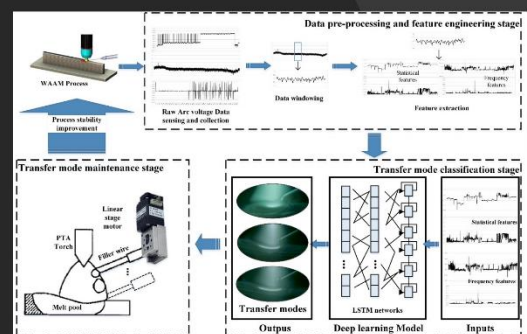 Data pre-processing and feature engineering stage
WAAM Process
Raw Arc voltage Data
sensing and collection
Data windowing
Statistical
features
Frequency
features
Feature extraction
Process stability
improvement
Transfer mode maintenance stage
Linear
stage
motor
PTA
Torch
Filler wire
Melt pool
Transfer mode classification stage
Transfer modes
Output
LSTM networks
Deep learning Model
Statistical features
Frequency features
Inputs